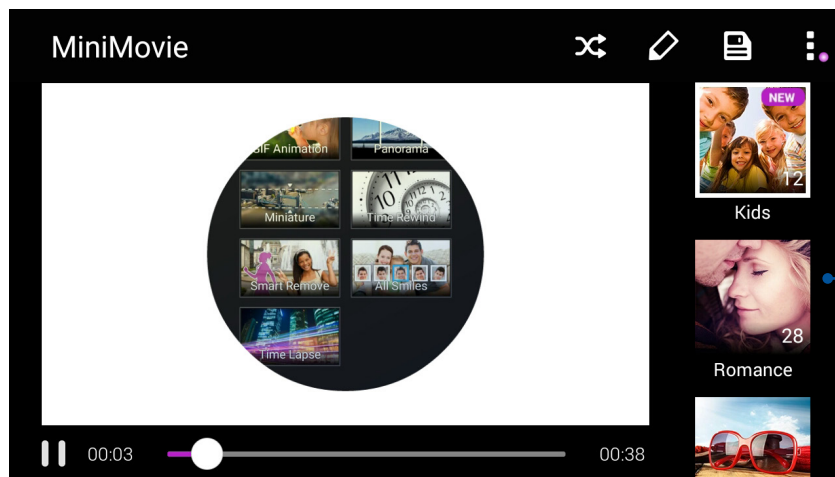 MiniMovie
NEW
12
Kids
GIF Animation
Panorama
Miniature
Time Rewind
Smart Remove
All Smiles
Time Lapse
28
Romance
00:03
00:38